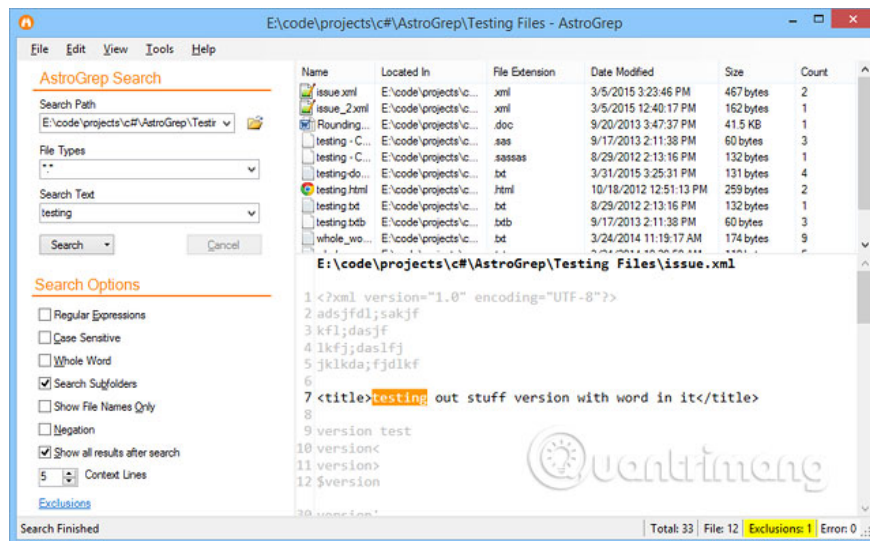 E:\code\projects\c#\AstroGrep\Testing Files - AstroGrep
File Edit View Tools Help
AstroGrep Search
Search Path
E:\code\projects\c#\AstroGrep\Testir
File Types
*.*
Search Text
testing
Search Cancel
Search Options
Regular Expressions
Case Sensitive
Whole Word
Search Subfolders
Show File Names Only
Negation
Show all results after search
5 Context Lines
Exclusions
Name Located In File Extension Date Modified Size Count
issue.xml E:\code\projects\c... .xml 3/5/2015 3:23:46 PM 467 bytes 2
issue_2.xml E:\code\projects\c... .xml 3/5/2015 12:40:17 PM 162 bytes 1
Rounding... E:\code\projects\c... .doc 9/20/2013 3:47:37 PM 41.5 KB 1
testing - C... E:\code\projects\c... .sas 9/17/2013 2:11:38 PM 60 bytes 3
testing - C... E:\code\projects\c... .sassas 8/29/2012 2:13:16 PM 132 bytes 1
testing-do... E:\code\projects\c... .txt 3/31/2015 3:25:31 PM 131 bytes 4
testing.html E:\code\projects\c... .html 10/18/2012 12:51:13 PM 259 bytes 2
testing.txt E:\code\projects\c... .txt 8/29/2012 2:13:16 PM 132 bytes 1
testing.txtb E:\code\projects\c... .txtb 9/17/2013 2:11:38 PM 60 bytes 3
whole_wo... E:\code\projects\c... .txt 3/24/2014 11:19:17 AM 174 bytes 9
E:\code\projects\c#\AstroGrep\Testing Files\issue.xml
1 <?xml version="1.0" encoding="UTF-8"?>
2 adsjfdl;sakjf
3 kfl;dasjf
4 lkfj;daslfj
5 jklkda;fjdlkf
6
7 <title>testing out stuff version with word in it</title>
8
9 version test
10 version<
11 version>
12 $version
Quantrimang
Search Finished Total: 33 File: 12 Exclusions: 1 Error: 0